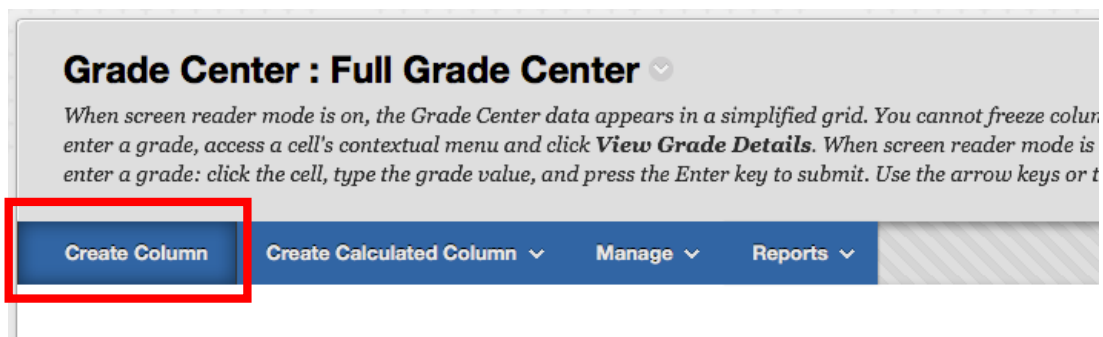 Grade Center : Full Grade Center
When screen reader mode is on, the Grade Center data appears in a simplified grid. You cannot freeze
enter a grade, access a cell's contextual menu and click View Grade Details. When screen reader mode is
enter a grade: click the cell, type the grade value, and press the Enter key to submit. Use the arrow keys or
Create Column Create Calculated Column Manage Reports